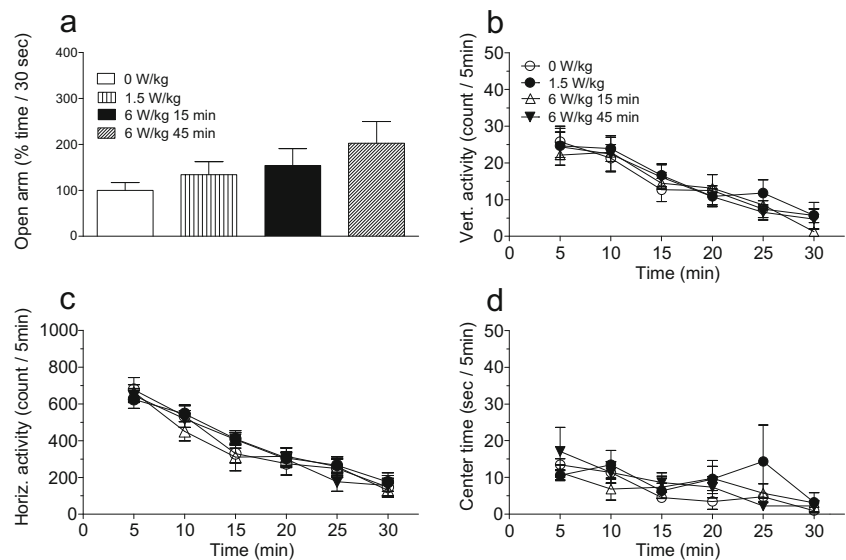 a
Open arm (% time / 30 sec)
400
300
200
100
0
0 W/kg
1.5 W/kg
6 W/kg 15 min
6 W/kg 45 min
b
Vert. activity (count / 5min)
50
40
30
20
10
0
0 W/kg
1.5 W/kg
6 W/kg 15 min
6 W/kg 45 min
0 5 10 15 20 25 30
Time (min)
c
Horiz. activity (count / 5min)
1000
800
600
400
200
0
0 5 10 15 20 25 30
Time (min)
d
Center time (sec / 5min)
50
40
30
20
10
0
0 5 10 15 20 25 30
Time (min)